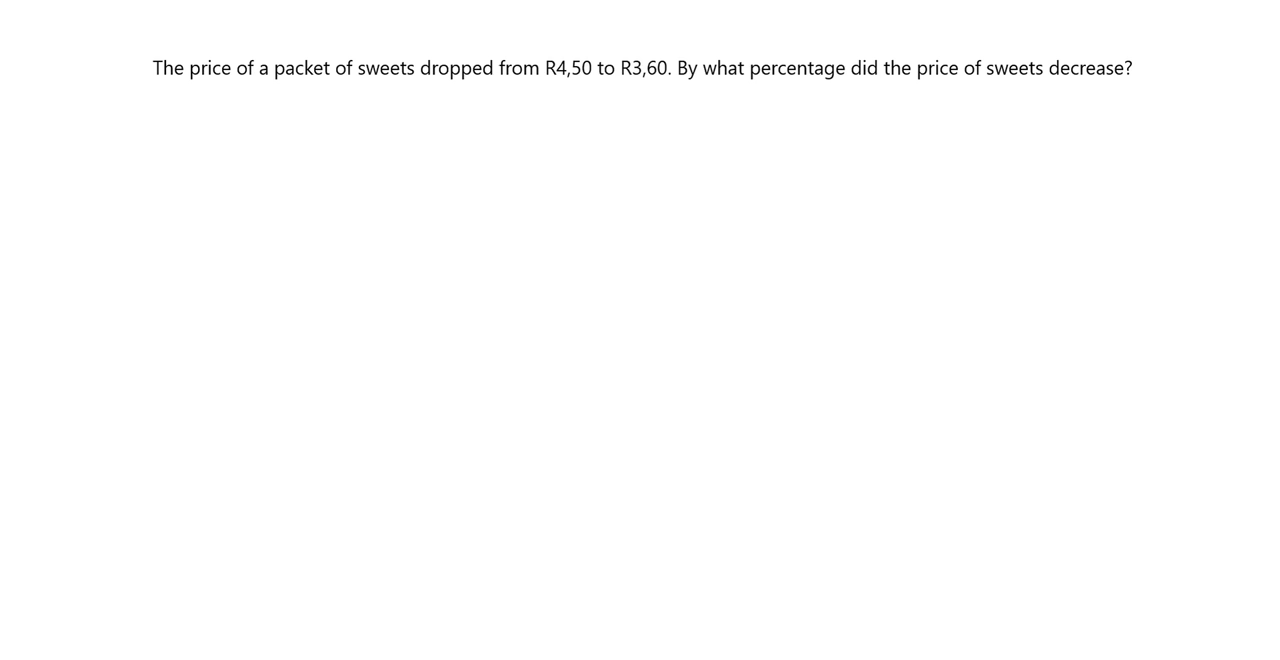 The price of a packet of sweets dropped from R4,50 to R3,60. By what percentage did the price of sweets decrease?